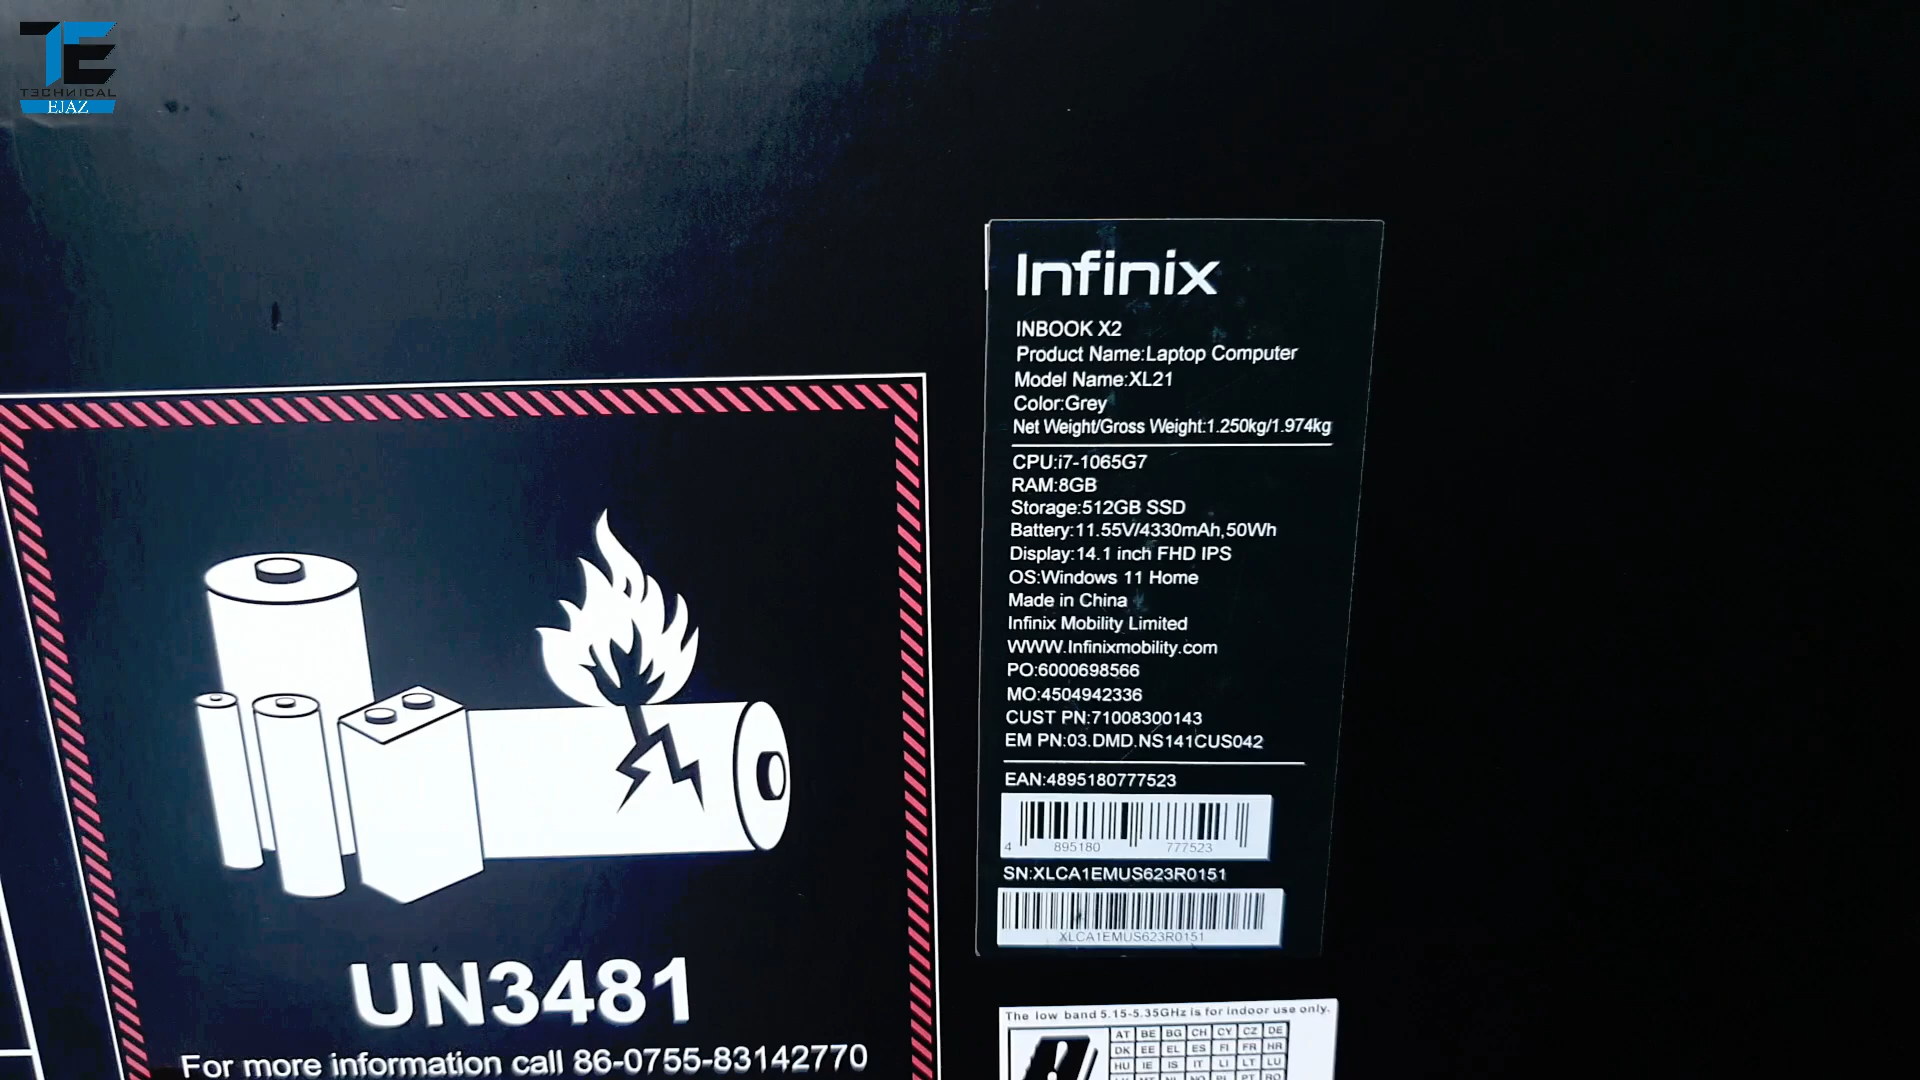 TECHNICAL
EJAZ
Infinix
INBOOK X2
Product Name:Laptop Computer
Model Name:XL21
Color:Grey
Net Weight/Gross Weight:1.250kg/1.974kg
CPU:i7-1065G7
RAM:8GB
Storage:512GB SSD
Battery:11.55V/4330mAh,50Wh
Display:14.1 inch FHD IPS
OS:Windows 11 Home
Made in China
Infinix Mobility Limited
WWW.Infinixmobility.com
PO:6000698566
MO:4504942336
CUST PN:71008300143
EM PN:03.DMD.NS141CUS042
EAN:4895180777523
4 895180 777523
SN:XLCA1EMUS623R0151
XLCA1EMUS623R0151
UN3481
For more information call 86-0755-83142770
The low band 5.15-5.35GHz is for indoor use only.
AT BE BG CH CY CZ DE
DK EE EL ES FI FR HR
HU IE IS IT LI LT LU